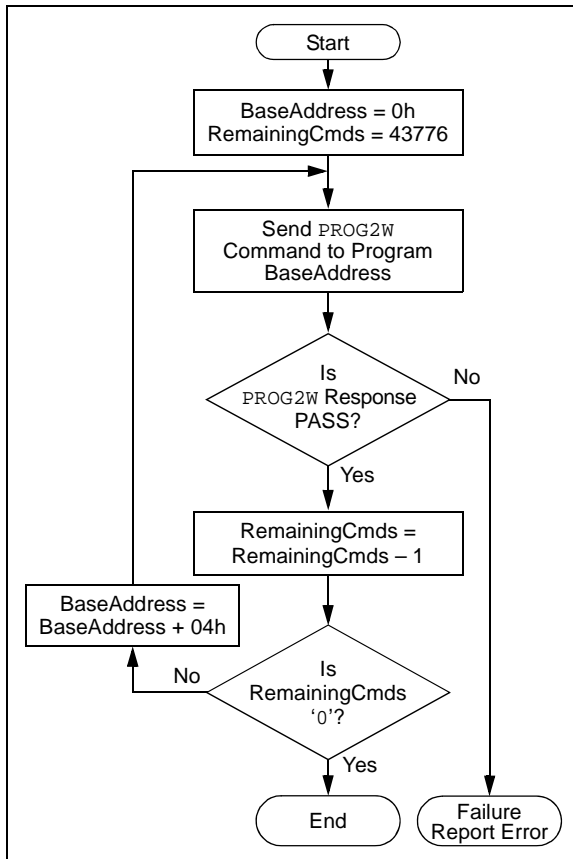 Start
BaseAddress = 0h
RemainingCmds = 43776
Send PROG2W
Command to Program
BaseAddress
Is
PROG2W Response
PASS?
No
Yes
RemainingCmds =
RemainingCmds – 1
BaseAddress =
BaseAddress + 04h
Is
RemainingCmds
‘0’?
No
Yes
End
Failure
Report Error